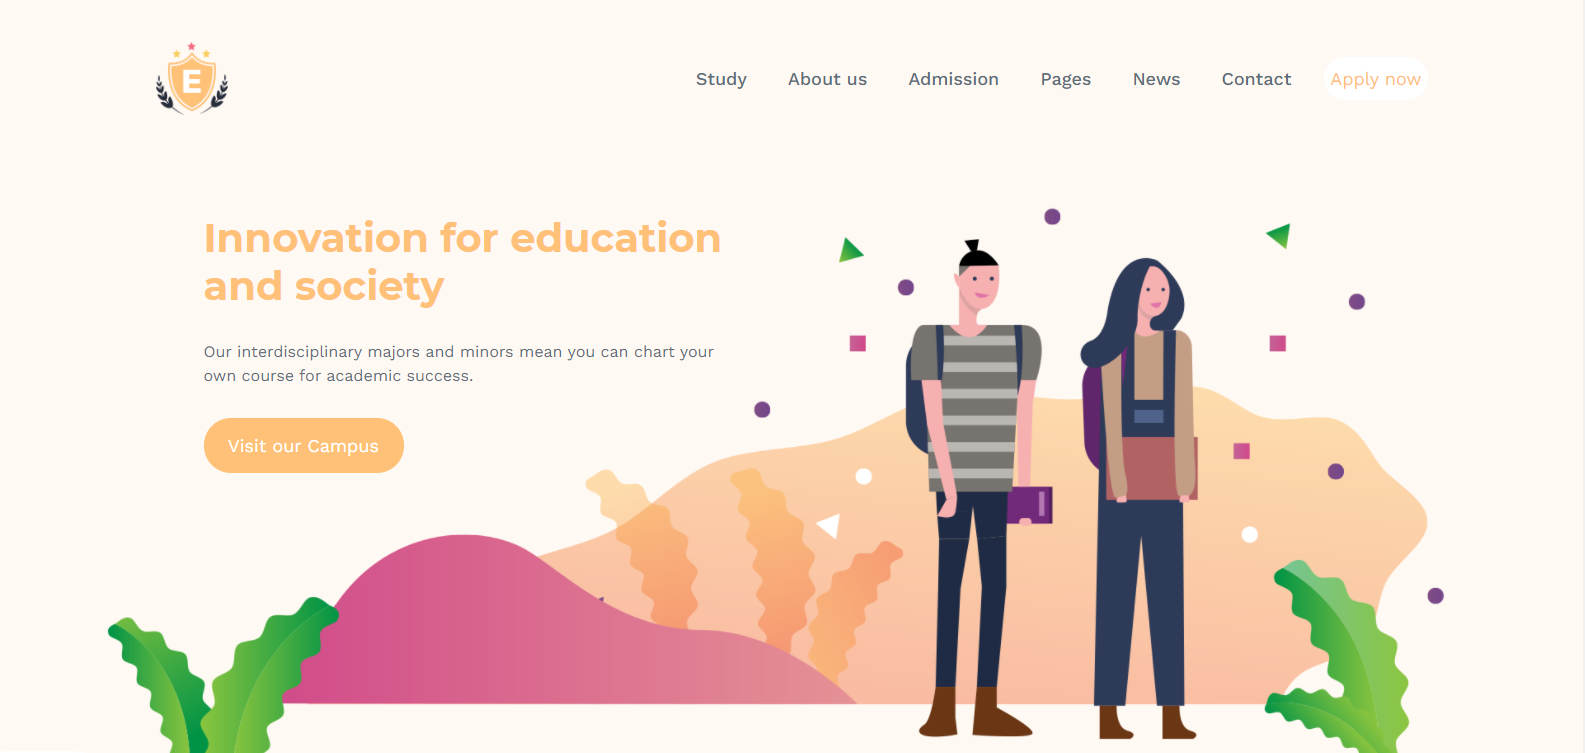 E
Study About us Admission Pages News Contact Apply now
Innovation for education
and society
Our interdisciplinary majors and minors mean you can chart your
own course for academic success.
Visit our Campus